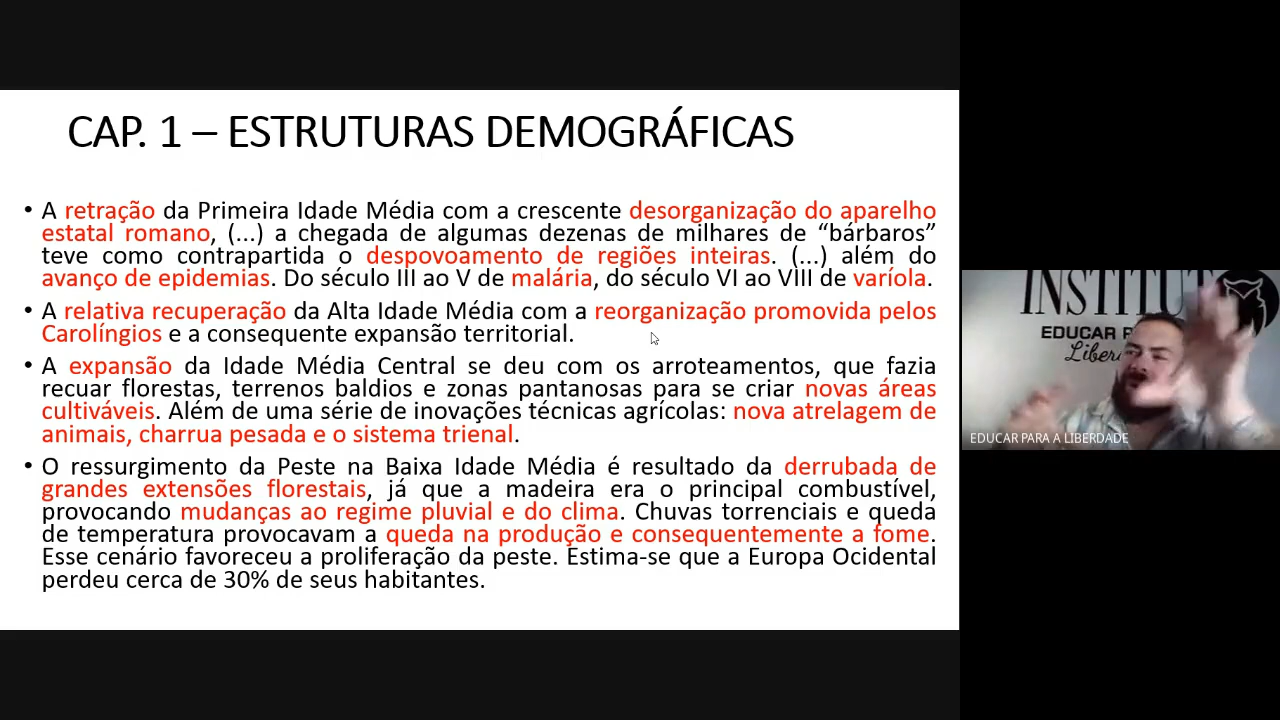 CAP. 1 – ESTRUTURAS DEMOGRÁFICAS
• A retração da Primeira Idade Média com a crescente desorganização do aparelho
estatal romano, (...) a chegada de algumas dezenas de milhares de “bárbaros”
teve como contrapartida o despovoamento de regiões inteiras. (...) além do
avanço de epidemias. Do século III ao V de malária, do século VI ao VIII de varíola.
• A relativa recuperação da Alta Idade Média com a reorganização promovida pelos
Carolíngios e a consequente expansão territorial.
• A expansão da Idade Média Central se deu com os arroteamentos, que fazia
recuar florestas, terrenos baldios e zonas pantanosas para se criar novas áreas
cultiváveis. Além de uma série de inovações técnicas agrícolas: nova atrelagem de
animais, charrua pesada e o sistema trienal.
• O ressurgimento da Peste na Baixa Idade Média é resultado da derrubada de
grandes extensões florestais, já que a madeira era o principal combustível,
provocando mudanças ao regime pluvial e do clima. Chuvas torrenciais e queda
de temperatura provocavam a queda na produção e consequentemente a fome.
Esse cenário favoreceu a proliferação da peste. Estima-se que a Europa Ocidental
perdeu cerca de 30% de seus habitantes.
INSTITUT
EDUCAR P
Liber
EDUCAR PARA A LIBERDADE